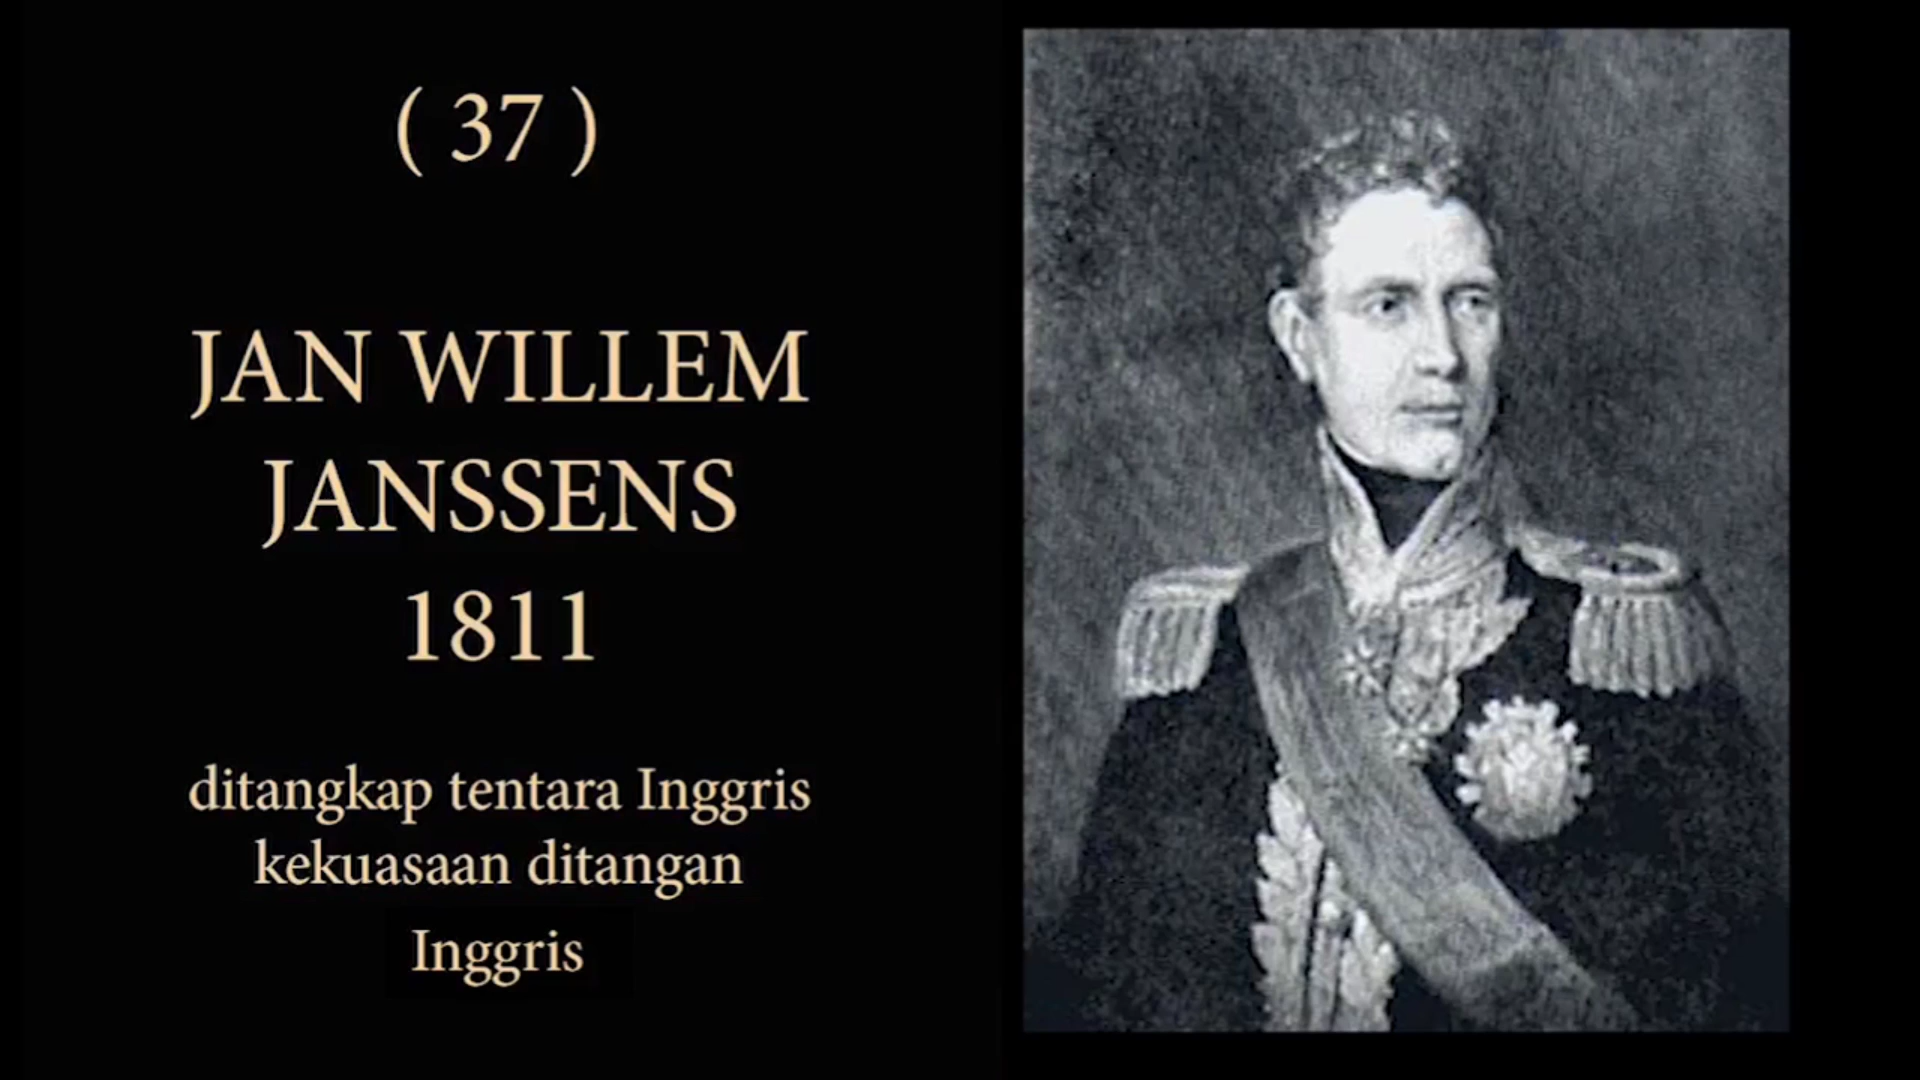 ( 37 )
JAN WILLEM
JANSSENS
1811
ditangkap tentara Inggris
kekuasaan ditangan
Inggris